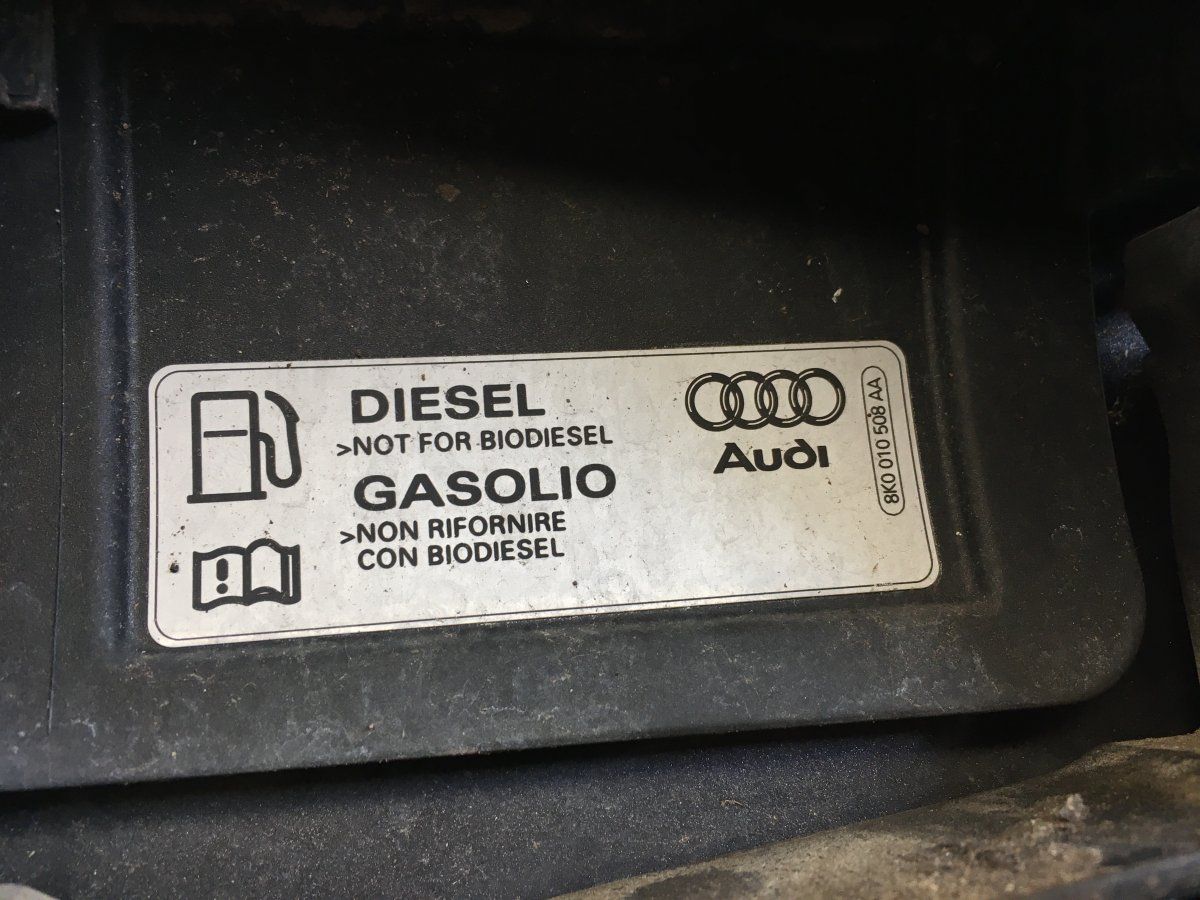 DIESEL
>NOT FOR BIODIESEL
GASOLIO
>NON RIFORNIRE
CON BIODIESEL
Audi
8K0 010 508 AA